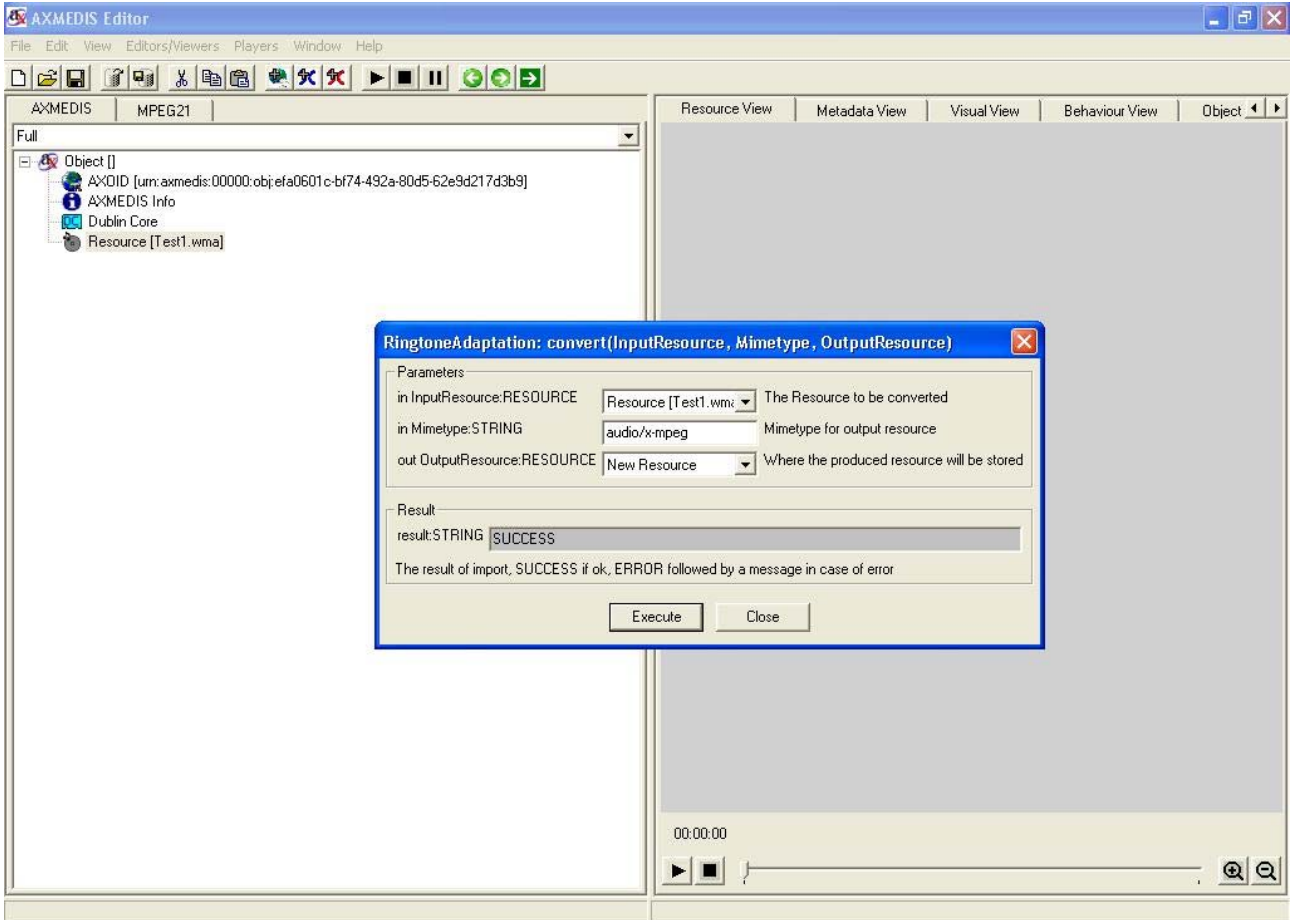 AXMEDIS Editor
File Edit View Editors/Viewers Players Window Help
AXMEDIS MPEG21
Full
Object []
AXOID [urn:axmedis:00000:obj:efa0601c-bf74-492a-80d5-62e9d217d3b9]
AXMEDIS Info
Dublin Core
Resource [Test1.wma]
Resource View Metadata View Visual View Behaviour View Object
RingtoneAdaptation: convert(InputResource, Mimetype, OutputResource)
Parameters
in InputResource:RESOURCE Resource [Test1.wma The Resource to be converted
in Mimetype:STRING audio/x-mpeg Mimetype for output resource
out OutputResource:RESOURCE New Resource Where the produced resource will be stored
Result
result:STRING SUCCESS
The result of import, SUCCESS if ok, ERROR followed by a message in case of error
Execute Close
00:00:00